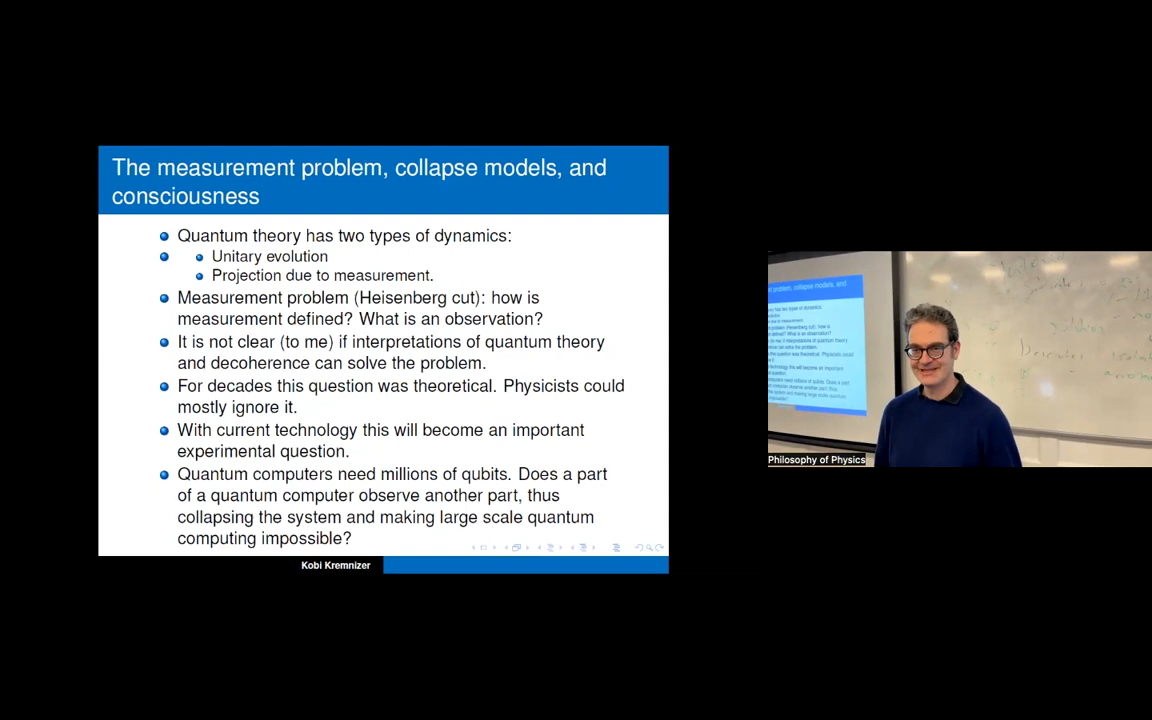 The measurement problem, collapse models, and
consciousness
Quantum theory has two types of dynamics:
Unitary evolution
Projection due to measurement.
Measurement problem (Heisenberg cut): how is
measurement defined? What is an observation?
It is not clear (to me) if interpretations of quantum theory
and decoherence can solve the problem.
For decades this question was theoretical. Physicists could
mostly ignore it.
With current technology this will become an important
experimental question.
Quantum computers need millions of qubits. Does a part
of a quantum computer observe another part, thus
collapsing the system and making large scale quantum
computing impossible?
Kobi Kremnizer
Philosophy of Physics